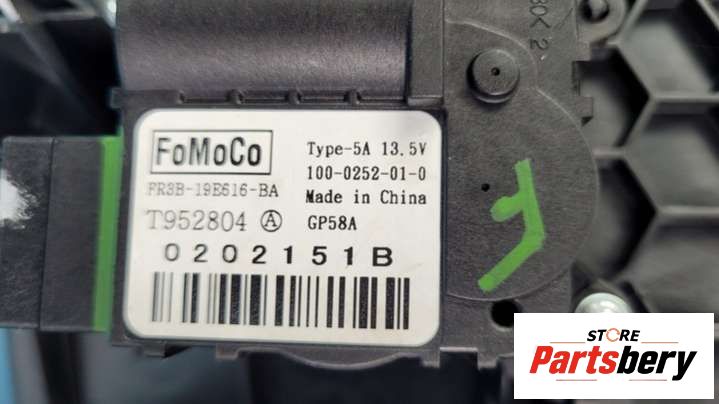 FoMoCo
FR3B-19E616-BA
T952804 A
Type-5A 13.5V
100-0252-01-0
Made in China
GP58A
0202151B
STORE
Partsbery